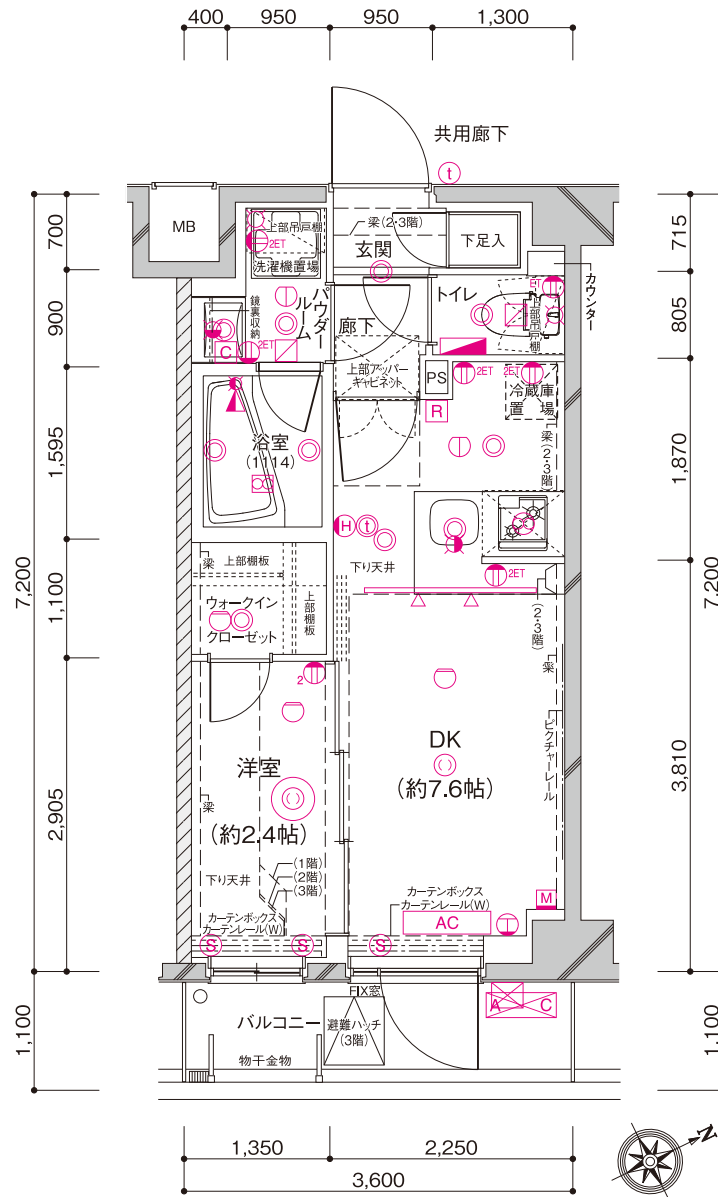 400
950
950
1,300
共用廊下
t
MB
上部吊戸棚
2ET
洗濯機置場
梁(2・3階)
玄関
下足入
カウンター
トイレ
ET
上部吊戸棚
パウダー
ルーム
鏡裏収納
C
2ET
廊下
上部アッパー
キャビネット
PS
R
2ET
2ET
冷蔵庫
置場
梁(2・3階)
浴室
(1114)
H
t
下り天井
2ET
(2・3階)
梁
梁
上部棚板
上部棚板
ウォークイン
クローゼット
2
洋室
(約2.4帖)
梁
下り天井
(1階)
(2階)
(3階)
カーテンボックス
カーテンレール(W)
DK
(約7.6帖)
ピクチャーレール
カーテンボックス
カーテンレール(W)
AC
M
S
S
S
FIX窓
バルコニー
避難ハッチ
(3階)
物干金物
A C
700
900
1,595
1,100
2,905
7,200
1,100
715
805
1,870
3,810
7,200
1,100
1,350
2,250
3,600
N